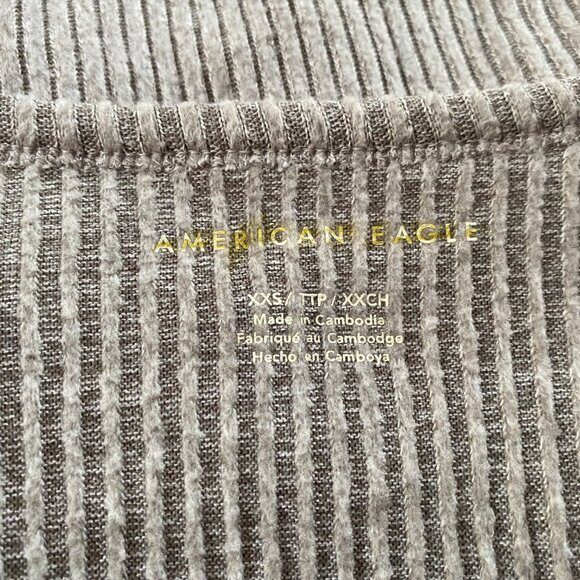 AMERICAN EAGLE
XXS / TTP / XXCH
Made in Cambodia
Fabriqué au Cambodge
Hecho en Camboya